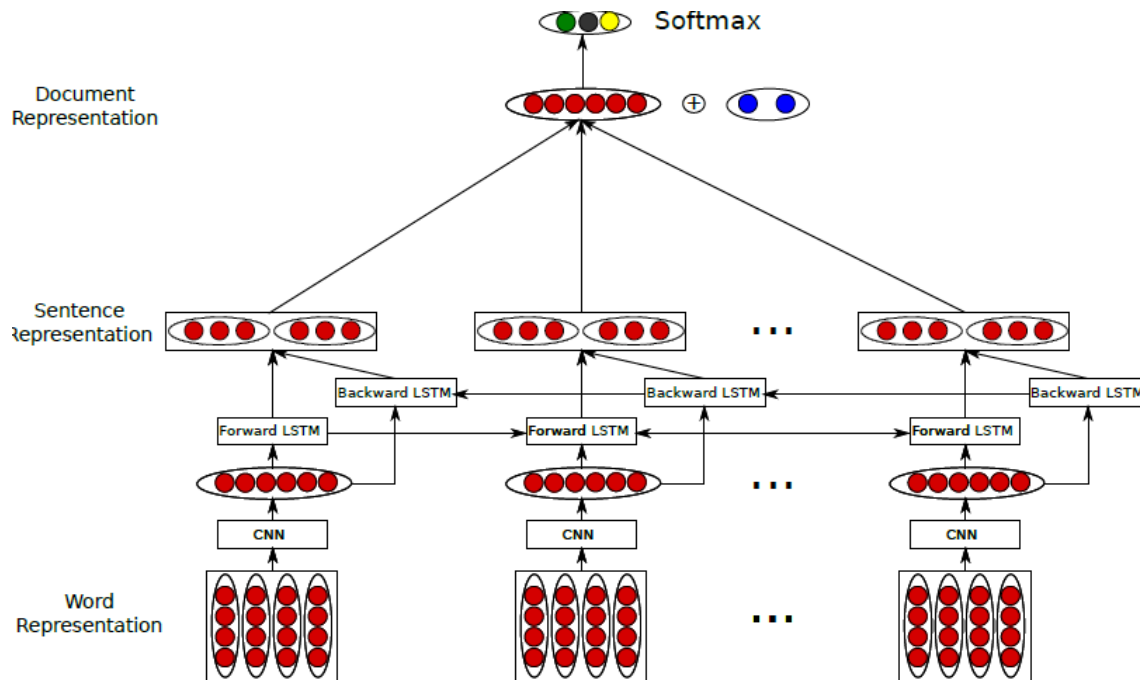 Softmax
Document
Representation
Sentence
Representation
Backward LSTM
Backward LSTM
Backward LSTM
Forward LSTM
Forward LSTM
Forward LSTM
...
...
CNN
CNN
CNN
Word
Representation
...